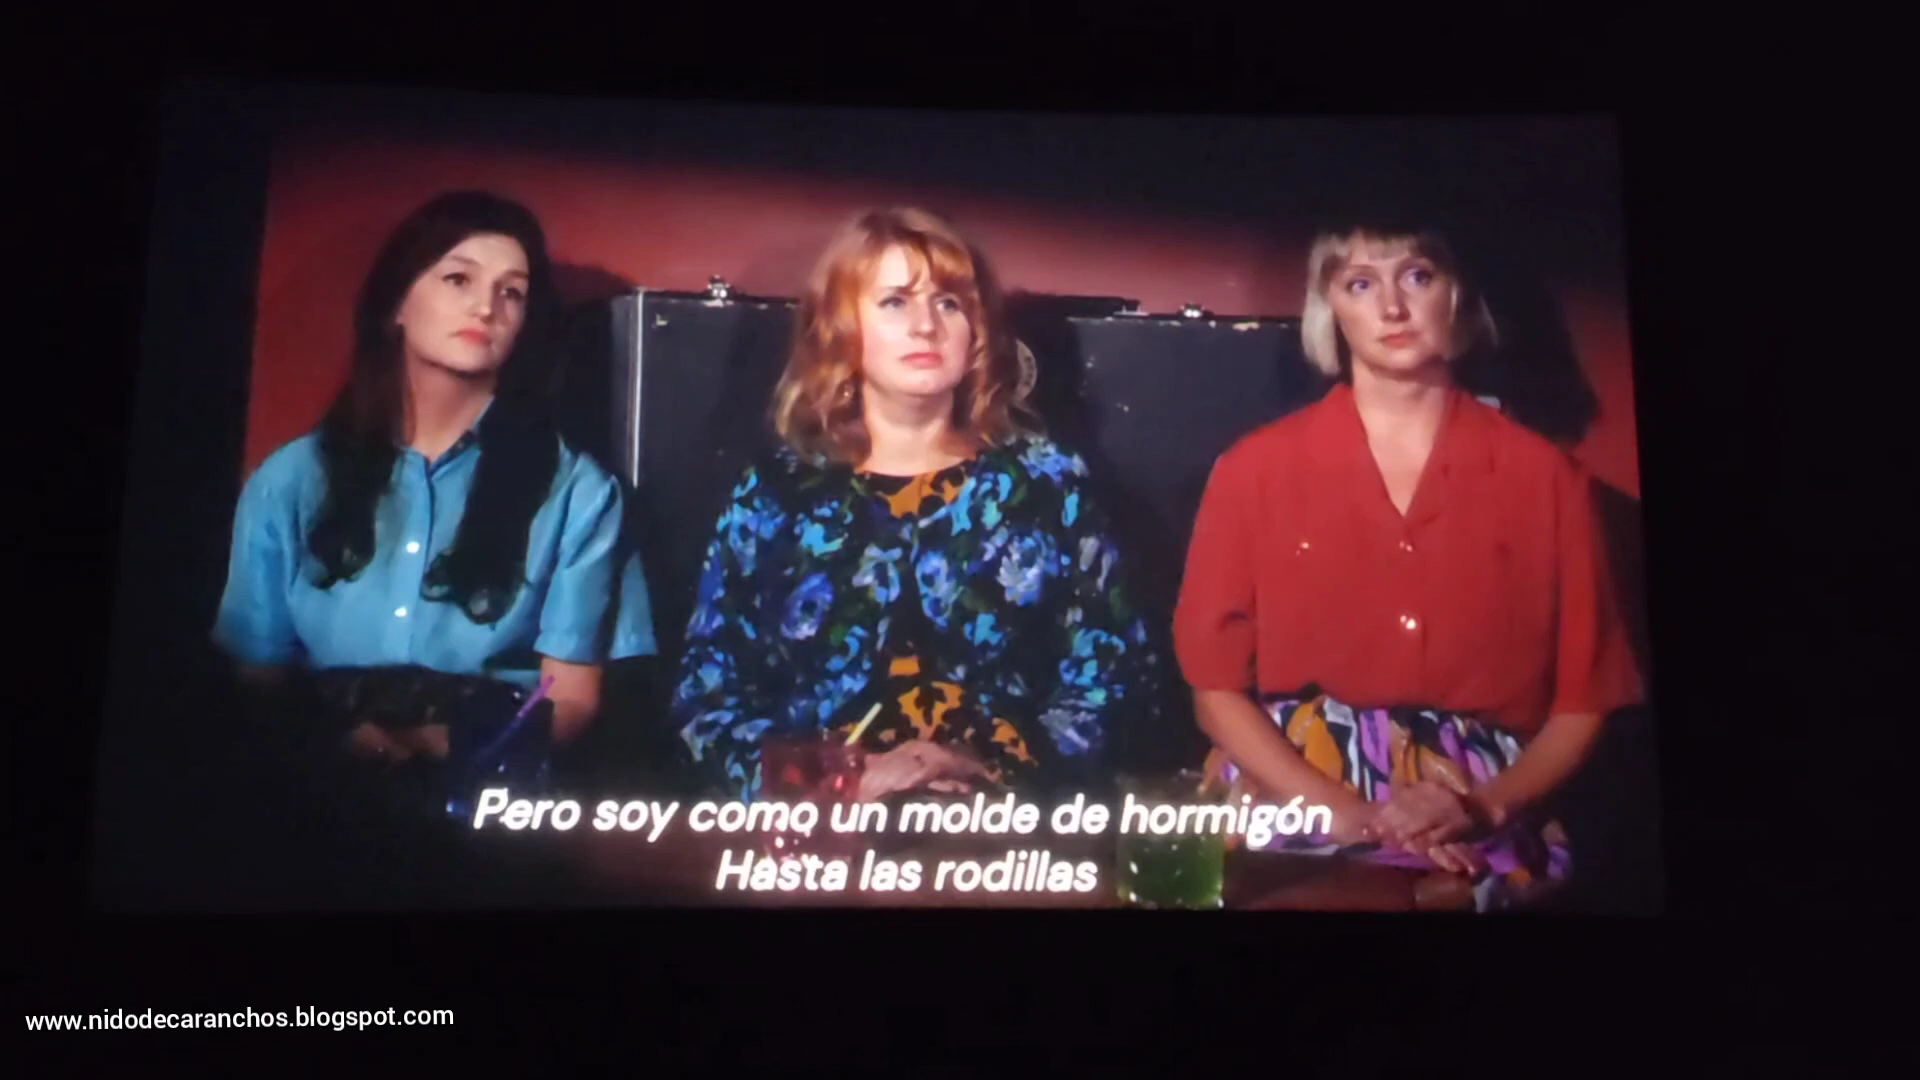 Pero soy como un molde de hormigón
Hasta las rodillas
www.nidodecaranchos.blogspot.com